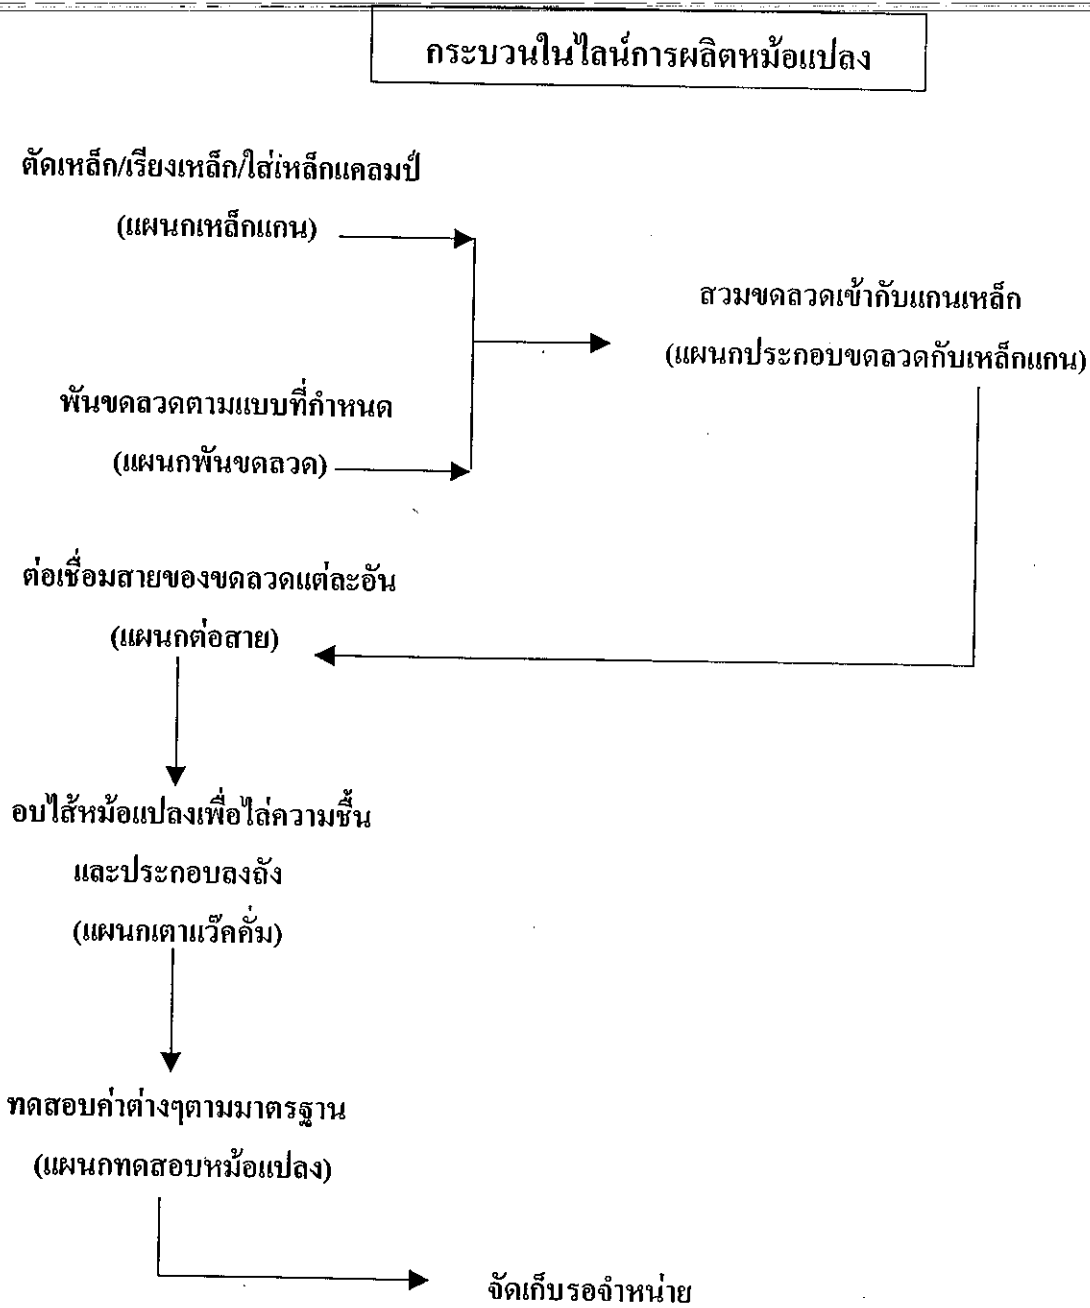 กระบวนในไลน์การผลิตหม้อแปลง
ตัดเหล็ก/เรียงเหล็ก/ใส่เหล็กแคลมป์
(แผนกเหล็กแกน)
สวมขดลวดเข้ากับแกนเหล็ก
(แผนกประกอบขดลวดกับเหล็กแกน)
พันขดลวดตามแบบที่กำหนด
(แผนกพันขดลวด)
ต่อเชื่อมสายของขดลวดแต่ละอัน
(แผนกต่อสาย)
อบไส้หม้อแปลงเพื่อไล่ความชื้น
และประกอบลงถัง
(แผนกเตาแว๊คคั่ม)
ทดสอบค่าต่างๆตามมาตรฐาน
(แผนกทดสอบหม้อแปลง)
จัดเก็บรอจำหน่าย